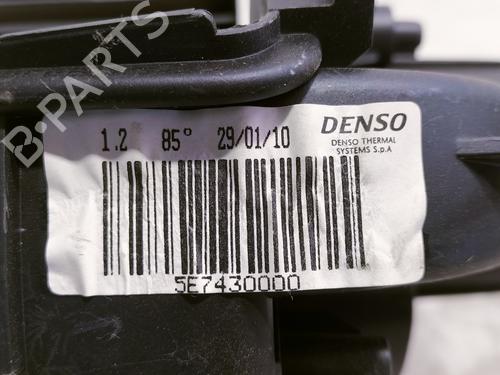 B-PARTS
1.2 85° 29/01/10 DENSO
DENSO THERMAL
SYSTEMS S.p.A
5E7430000